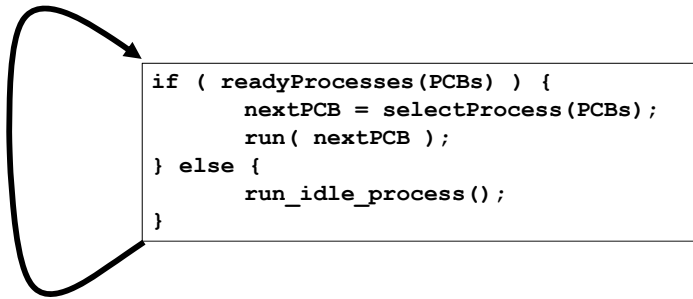 if ( readyProcesses(PCBs) ) {
nextPCB = selectProcess(PCBs);
run( nextPCB );
} else {
run_idle_process();
}